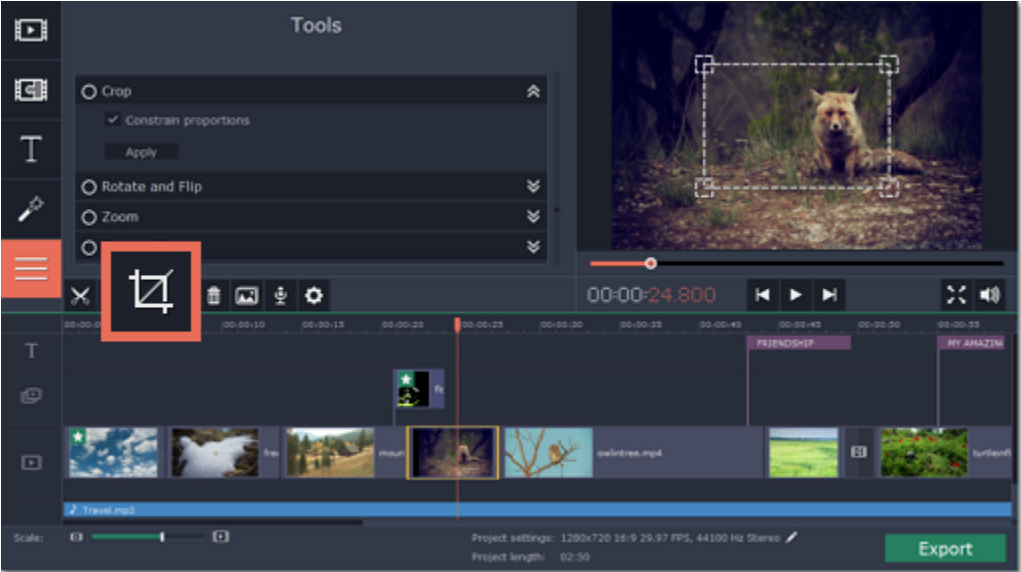 Tools
Crop
Constrain proportions
Apply
Rotate and Flip
Zoom
00:00:24.800
00:00:10 00:00:15 00:00:20 00:00:25 00:00:30 00:00:35 00:00:40 00:00:45 00:00:50 00:00:55
T
FRIENDSHIP MY AMAZIN
owlintree.mp4
Travel.mp3
Scale:
Project settings: 1280x720 16:9 29.97 FPS, 44100 Hz Stereo
Project length: 02:50
Export